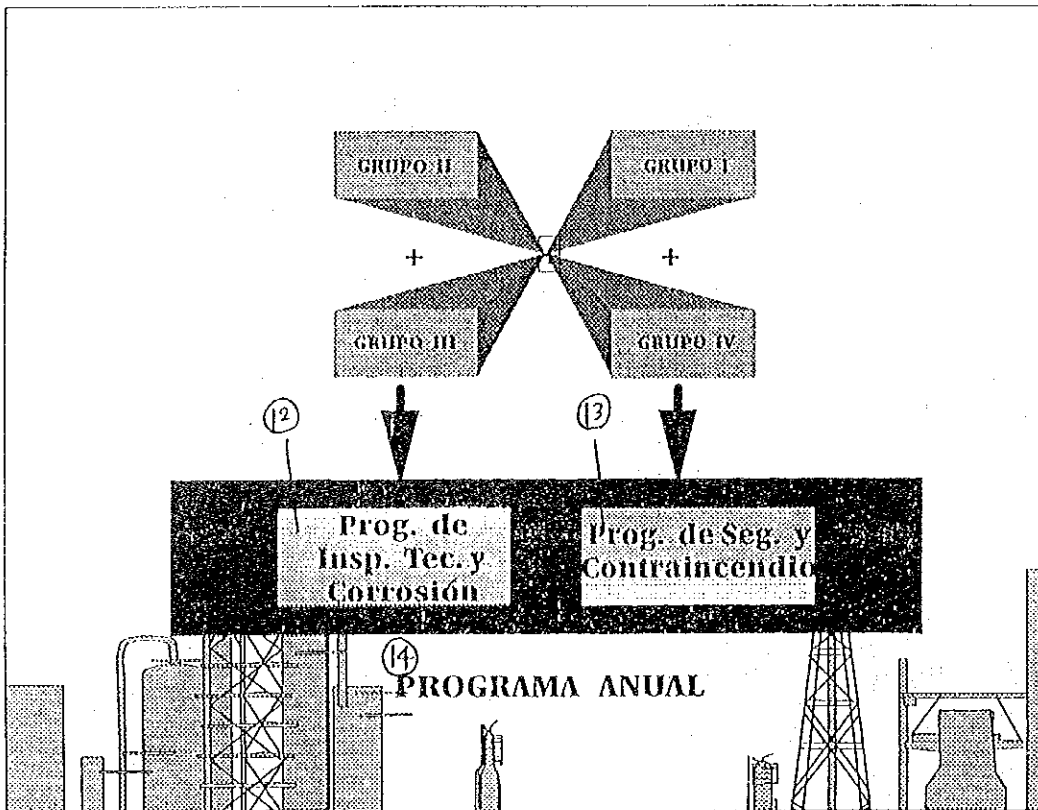 GRUPO II
GRUPO I
+
+
GRUPO III
GRUPO IV
12
13
Prog. de
Insp. Tec. y
Corrosión
Prog. de Seg. y
Contraincendio
14
PROGRAMA ANUAL